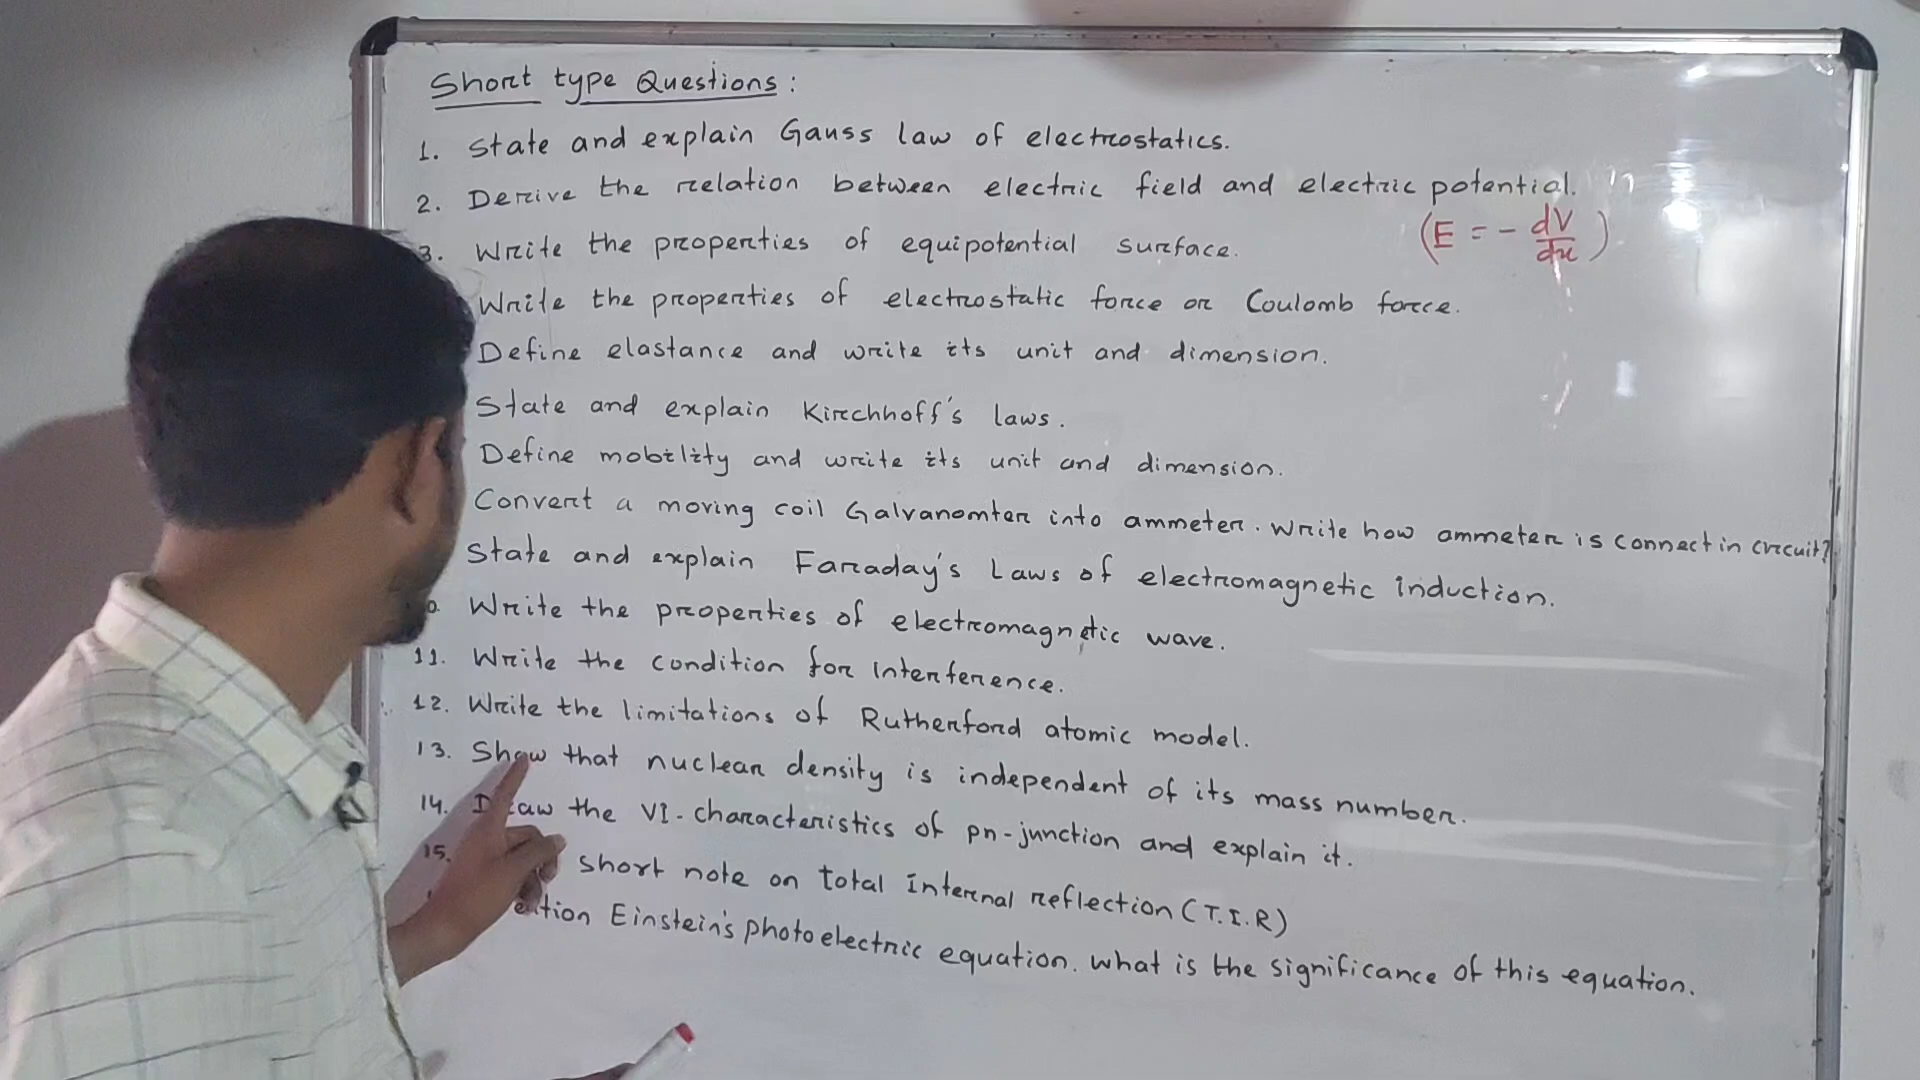 Short type Questions:
1. State and explain Gauss law of electrostatics.
2. Derive the relation between electric field and electric potential.
(E = - dV/dx)
3. Write the properties of equipotential surface.
Write the properties of electrostatic force or Coulomb force.
Define elastance and write its unit and dimension.
State and explain Kirchhoff's laws.
Define mobility and write its unit and dimension.
Convert a moving coil Galvanomter into ammeter. Write how ammeter is connect in circuit?
State and explain Faraday's Laws of electromagnetic induction.
0. Write the properties of electromagnetic wave.
11. Write the condition for interference.
12. Write the limitations of Rutherford atomic model.
13. Show that nuclear density is independent of its mass number.
14. Draw the VI-characteristics of pn-junction and explain it.
15. short note on total internal reflection (T.I.R)
Einstein's photoelectric equation. What is the significance of this equation.